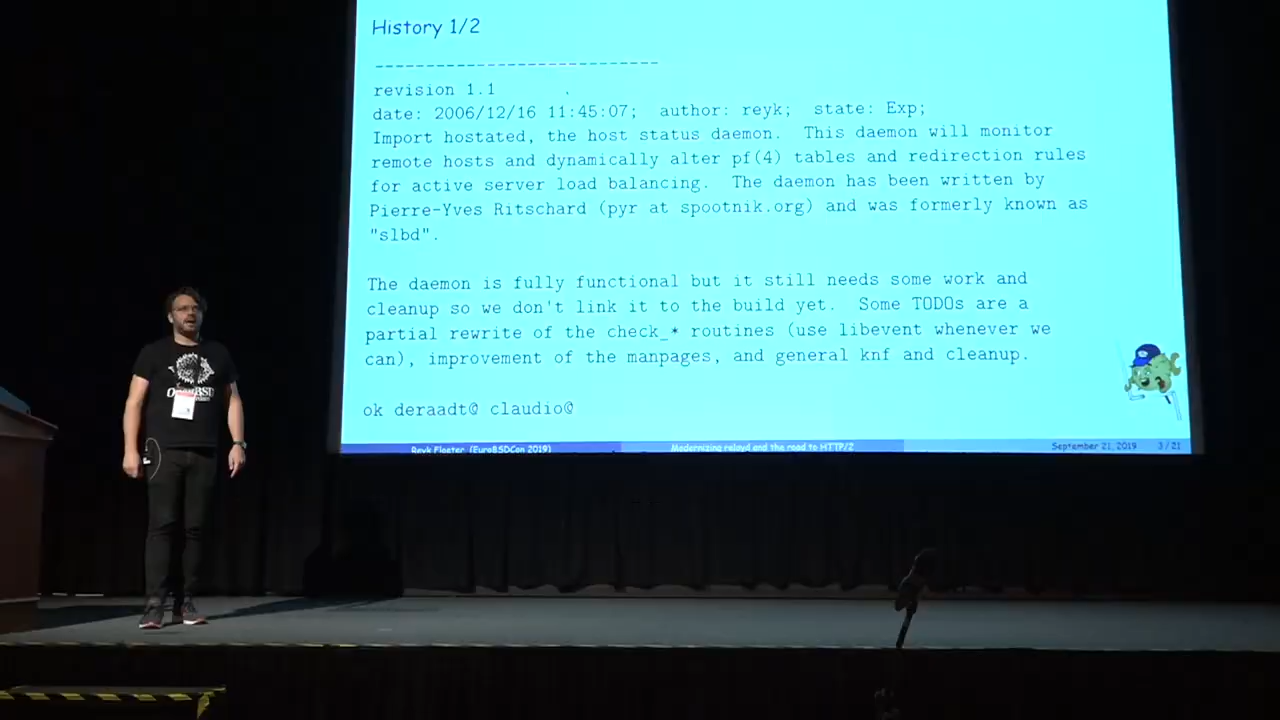 History 1/2
----------------------------
revision 1.1
date: 2006/12/16 11:45:07;  author: reyk;  state: Exp;
Import hostated, the host status daemon.  This daemon will monitor
remote hosts and dynamically alter pf(4) tables and redirection rules
for active server load balancing.  The daemon has been written by
Pierre-Yves Ritschard (pyr at spootnik.org) and was formerly known as
"slbd".
The daemon is fully functional but it still needs some work and
cleanup so we don't link it to the build yet.  Some TODOs are a
partial rewrite of the check_* routines (use libevent whenever we
can), improvement of the manpages, and general knf and cleanup.
ok deraadt@ claudio@
Reyk Floeter (EuroBSDCon 2019)
Modernizing relayd and the road to HTTP/2
September 21, 2019
3/21